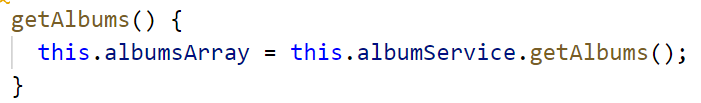 getAlbums() {
this.albumsArray = this.albumService.getAlbums();
}